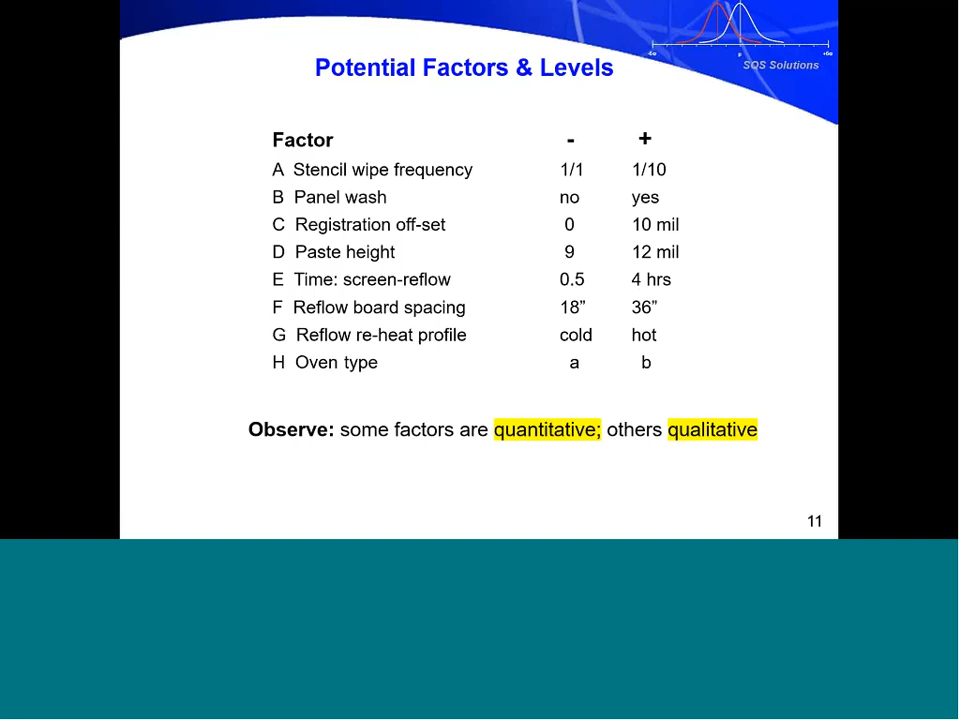 SQS Solutions
Potential Factors & Levels
Factor - +
A Stencil wipe frequency 1/1 1/10
B Panel wash no yes
C Registration off-set 0 10 mil
D Paste height 9 12 mil
E Time: screen-reflow 0.5 4 hrs
F Reflow board spacing 18” 36”
G Reflow re-heat profile cold hot
H Oven type a b
Observe: some factors are quantitative; others qualitative
11